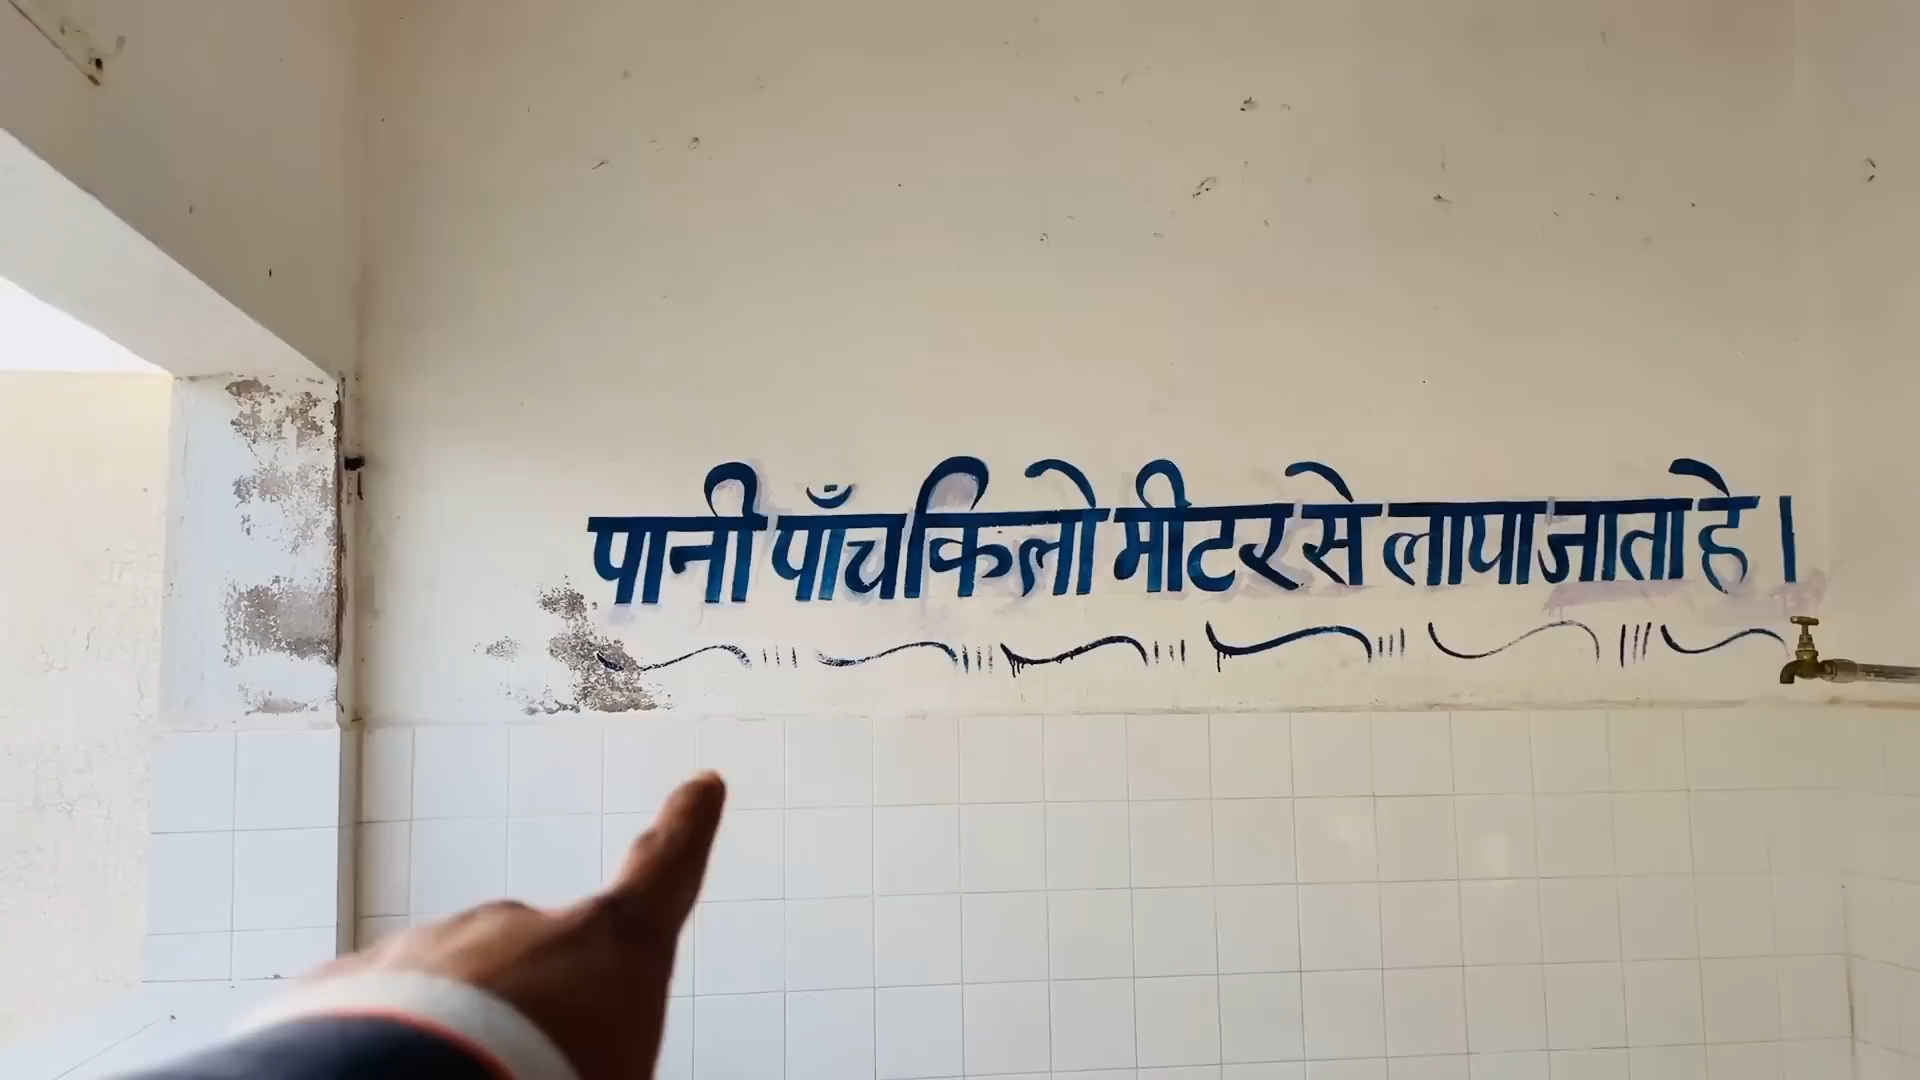 पानी पाँच किलो मीटर से लाया जाता है।